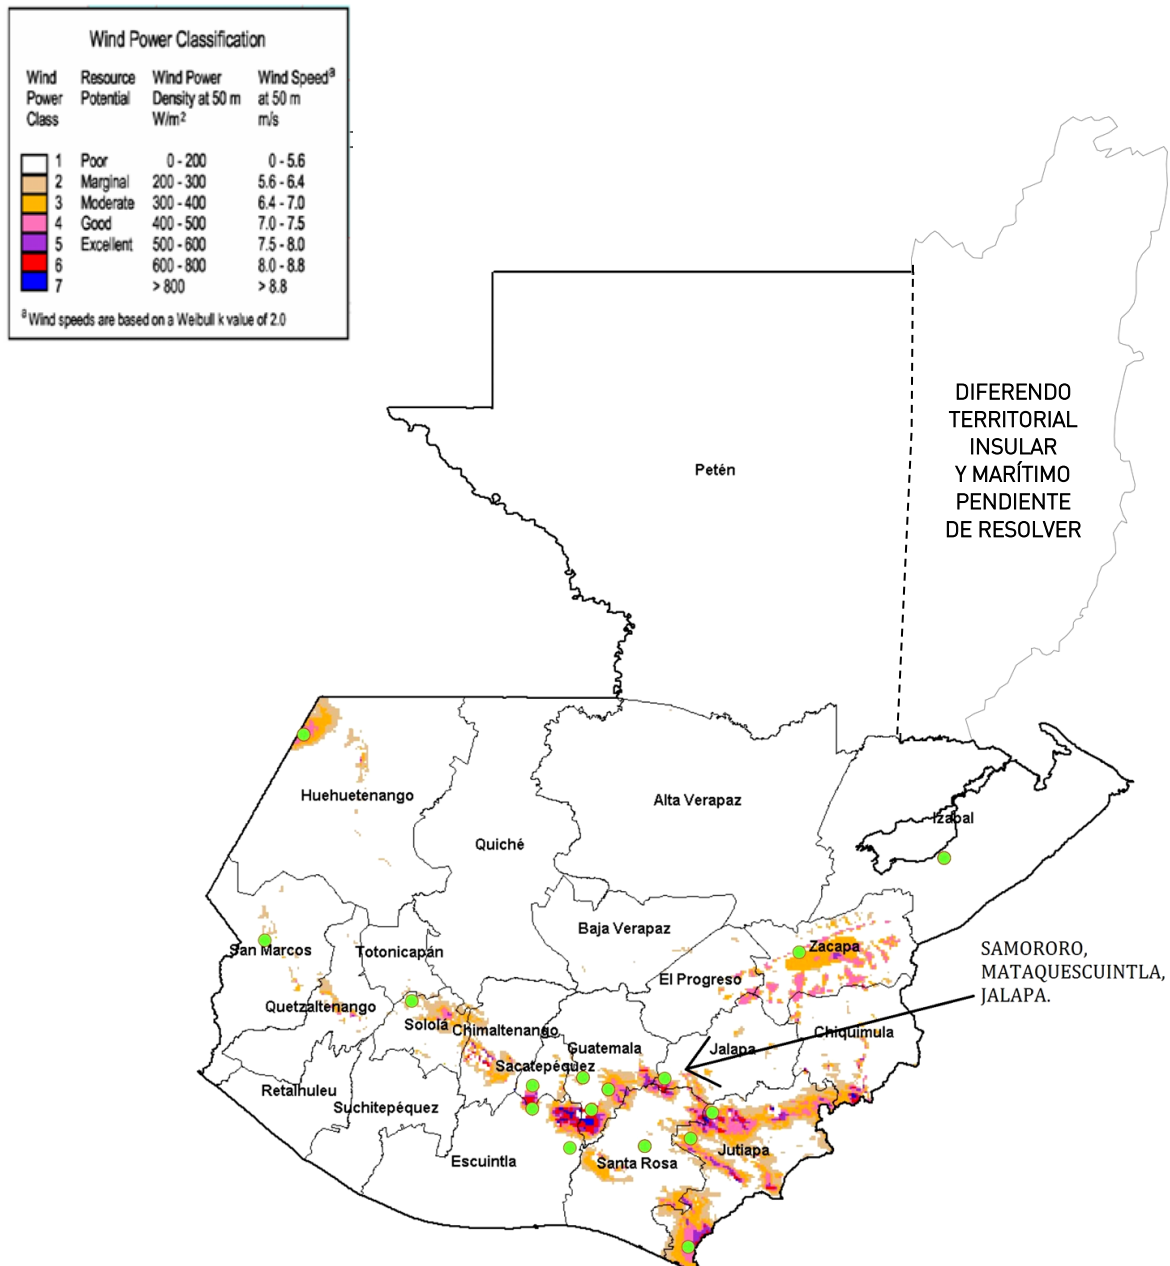 Wind Power Classification
Wind Power Class Resource Potential Wind Power Density at 50 m W/m² Wind Speedᵃ at 50 m m/s
1 Poor 0 - 200 0 - 5.6
2 Marginal 200 - 300 5.6 - 6.4
3 Moderate 300 - 400 6.4 - 7.0
4 Good 400 - 500 7.0 - 7.5
5 Excellent 500 - 600 7.5 - 8.0
6 600 - 800 8.0 - 8.8
7 > 800 > 8.8
ᵃ Wind speeds are based on a Weibull k value of 2.0
DIFERENDO
TERRITORIAL
INSULAR
Y MARÍTIMO
PENDIENTE
DE RESOLVER
Petén
Huehuetenango
Alta Verapaz
Izabal
Quiché
Baja Verapaz
San Marcos
Totonicapán
Zacapa
SAMORORO,
MATAQUESCUINTLA,
JALAPA.
El Progreso
Quetzaltenango
Sololá
Chimaltenango
Chiquimula
Guatemala
Jalapa
Sacatepéquez
Retalhuleu
Suchitepéquez
Escuintla
Santa Rosa
Jutiapa